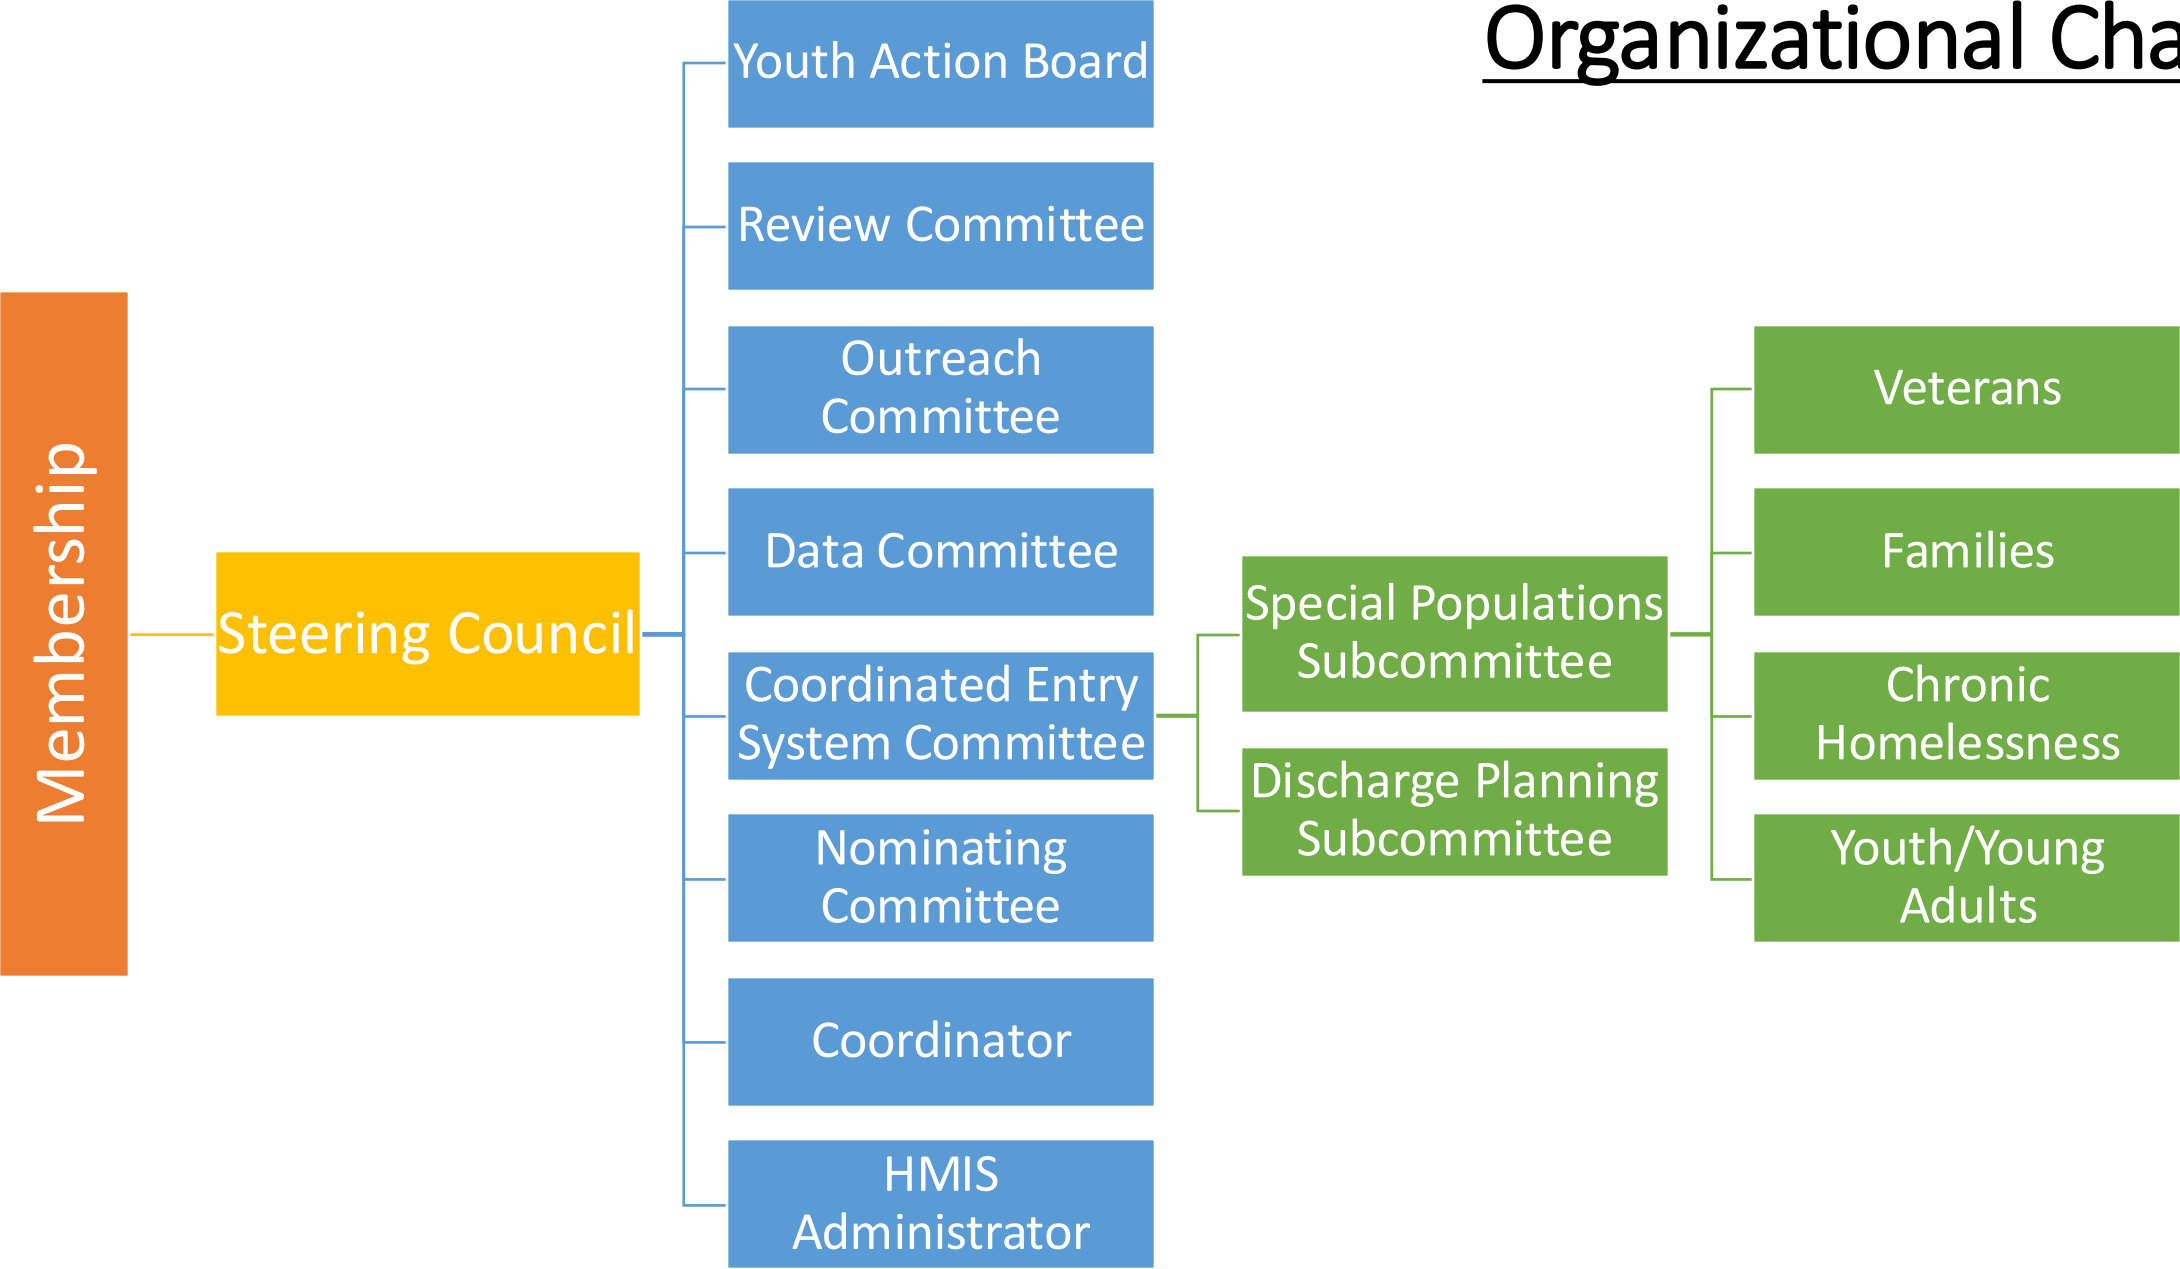 Organizational Cha
Membership
Steering Council
Youth Action Board
Review Committee
Outreach
Committee
Data Committee
Coordinated Entry
System Committee
Nominating
Committee
Coordinator
HMIS
Administrator
Special Populations
Subcommittee
Discharge Planning
Subcommittee
Veterans
Families
Chronic
Homelessness
Youth/Young
Adults